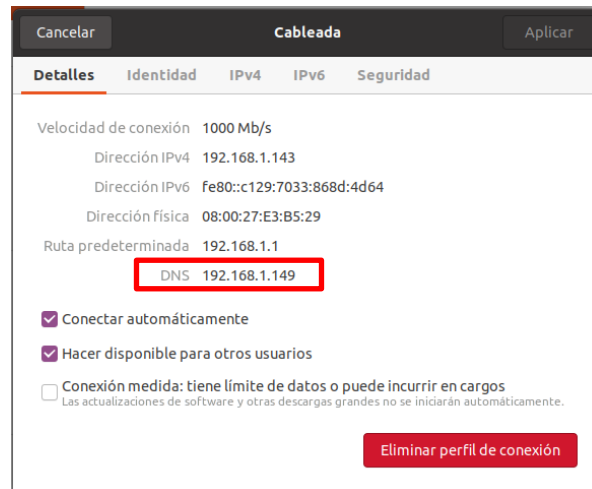 Cancelar Cableada Aplicar
Detalles Identidad IPv4 IPv6 Seguridad
Velocidad de conexión 1000 Mb/s
Dirección IPv4 192.168.1.143
Dirección IPv6 fe80::c129:7033:868d:4d64
Dirección física 08:00:27:E3:B5:29
Ruta predeterminada 192.168.1.1
DNS 192.168.1.149
Conectar automáticamente
Hacer disponible para otros usuarios
Conexión medida: tiene límite de datos o puede incurrir en cargos
Las actualizaciones de software y otras descargas grandes no se iniciarán automáticamente.
Eliminar perfil de conexión